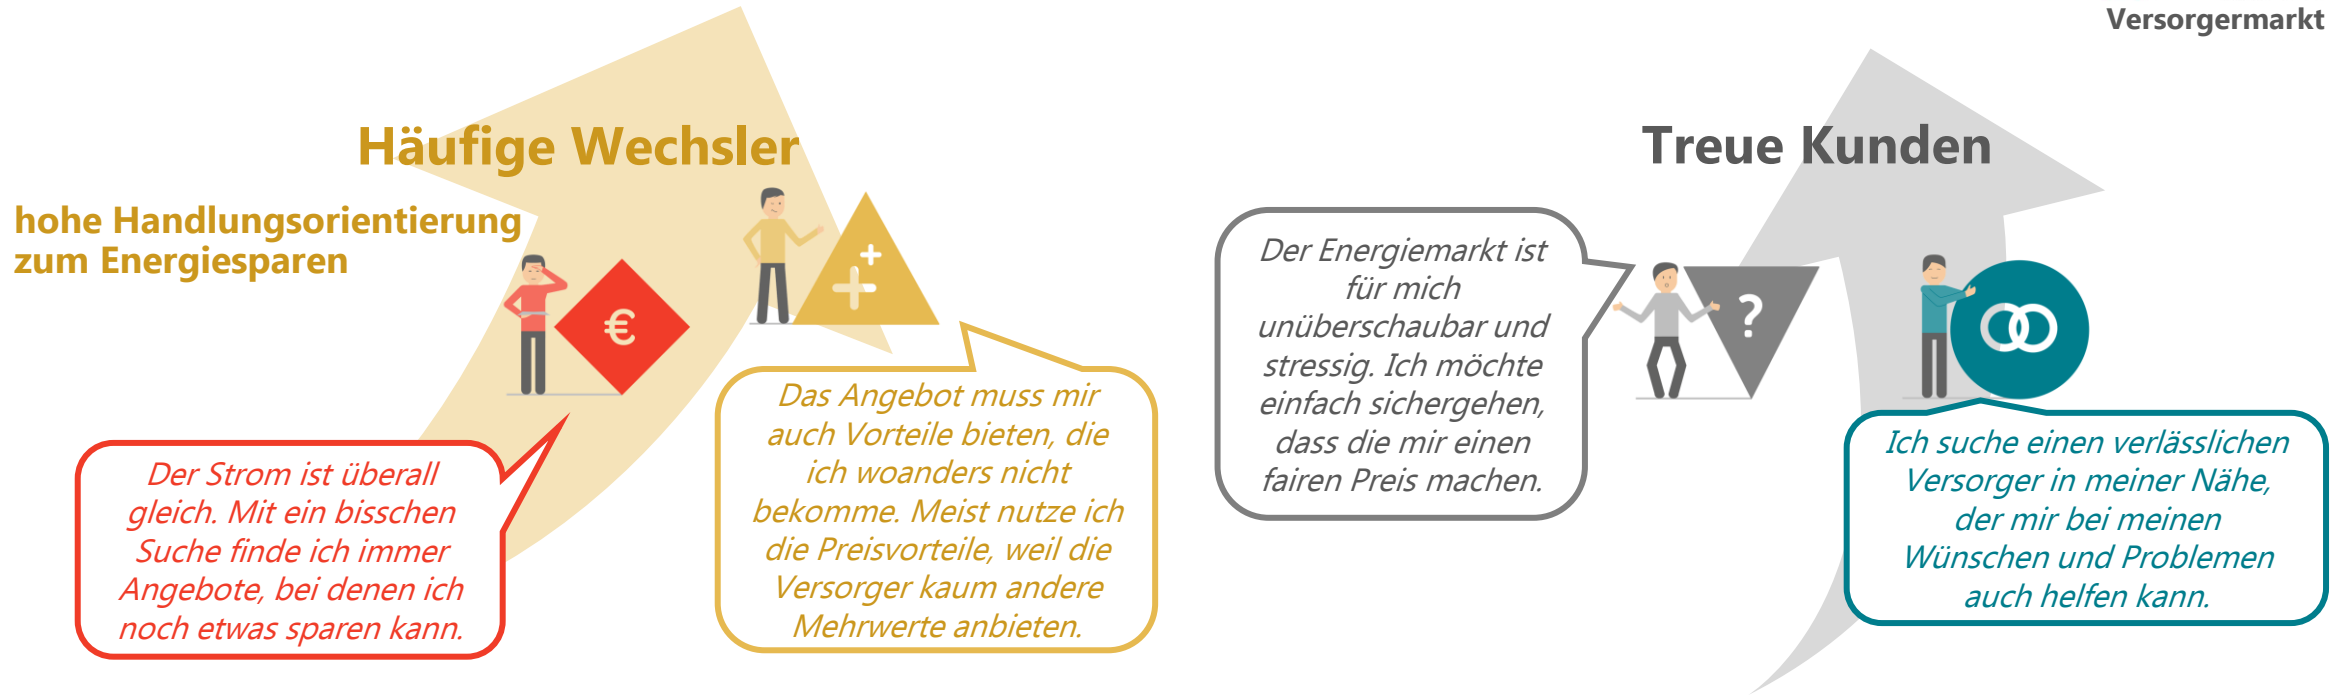 Versorgermarkt
Häufige Wechsler
Treue Kunden
hohe Handlungsorientierung
zum Energiesparen
€
?
Der Strom ist überall
gleich. Mit ein bisschen
Suche finde ich immer
Angebote, bei denen ich
noch etwas sparen kann.
Das Angebot muss mir
auch Vorteile bieten, die
ich woanders nicht
bekomme. Meist nutze ich
die Preisvorteile, weil die
Versorger kaum andere
Mehrwerte anbieten.
Der Energiemarkt ist
für mich
unüberschaubar und
stressig. Ich möchte
einfach sichergehen,
dass die mir einen
fairen Preis machen.
Ich suche einen verlässlichen
Versorger in meiner Nähe,
der mir bei meinen
Wünschen und Problemen
auch helfen kann.